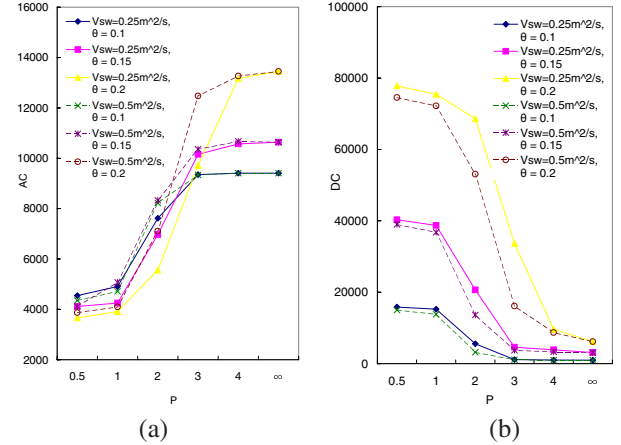 (a)
16000
14000
12000
10000
8000
6000
4000
2000
AC
Vsw=0.25m^2/s,
θ = 0.1
Vsw=0.25m^2/s,
θ = 0.15
Vsw=0.25m^2/s,
θ = 0.2
Vsw=0.5m^2/s,
θ = 0.1
Vsw=0.5m^2/s,
θ = 0.15
Vsw=0.5m^2/s,
θ = 0.2
0.5 1 2 3 4 ∞
P
(a)
(b)
100000
80000
60000
40000
20000
0
DC
Vsw=0.25m^2/s,
θ = 0.1
Vsw=0.25m^2/s,
θ = 0.15
Vsw=0.25m^2/s,
θ = 0.2
Vsw=0.5m^2/s,
θ = 0.1
Vsw=0.5m^2/s,
θ = 0.15
Vsw=0.5m^2/s,
θ = 0.2
0.5 1 2 3 4 ∞
P
(b)